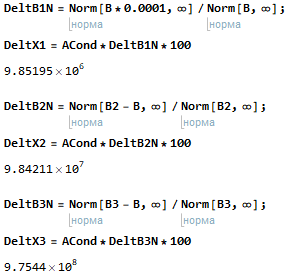 DeltB1N = Norm[B * 0.0001, ∞] / Norm[B, ∞];
норма норма
DeltX1 = ACond * DeltB1N * 100
9.85195 × 10⁶
DeltB2N = Norm[B2 - B, ∞] / Norm[B2, ∞];
норма норма
DeltX2 = ACond * DeltB2N * 100
9.84211 × 10⁷
DeltB3N = Norm[B3 - B, ∞] / Norm[B3, ∞];
норма норма
DeltX3 = ACond * DeltB3N * 100
9.7544 × 10⁸